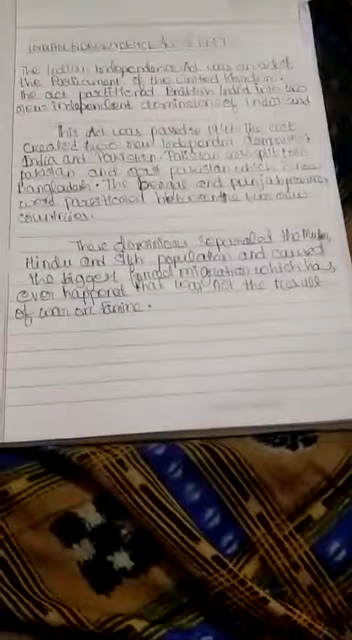 INDIAN INDEPENDENCE Act 1947
The Indian Independence Act was an act of
the Parliament of the United Kingdom.
The act partitioned British India into two
new independent dominions of India and
This Act was passed in 1947. The act
created two new independent dominions
India and Pakistan. Pakistan was split into
pakistan and east pakistan which is now
Bangladesh. The Bengal and punjab provinces
were partitioned between the two new
countries.
These dominions separated the Muslim,
Hindu and Sikh population and caused
the biggest forced migration which has
ever happened that was not the result
of war or famine.